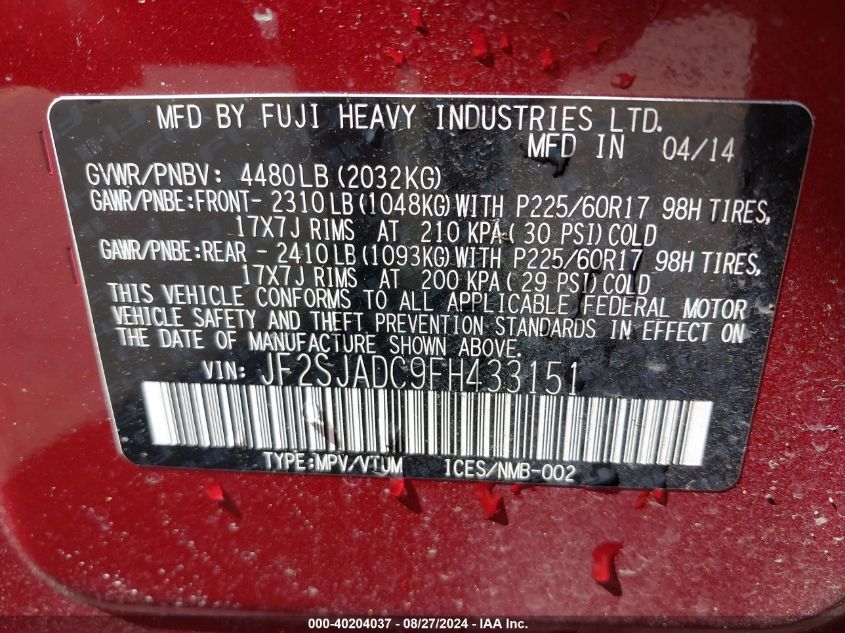 MFD BY FUJI HEAVY INDUSTRIES LTD.
MFD IN 04/14
GVWR/PNBV: 4480LB(2032KG)
GAWR/PNBE:FRONT- 2310LB(1048KG)WITH P225/60R17 98H TIRES,
17X7J RIMS AT 210 KPA(30 PSI)COLD
GAWR/PNBE:REAR - 2410LB(1093KG)WITH P225/60R17 98H TIRES,
17X7J RIMS AT 200 KPA(29 PSI)COLD
THIS VEHICLE CONFORMS TO ALL APPLICABLE FEDERAL MOTOR
VEHICLE SAFETY AND THEFT PREVENTION STANDARDS IN EFFECT ON
THE DATE OF MANUFACTURE SHOWN ABOVE.
VIN: JF2SJADC9FH433151
TYPE:MPV/VTUM ICES/NMB-002
000-40204037 - 08/27/2024 - IAA Inc.